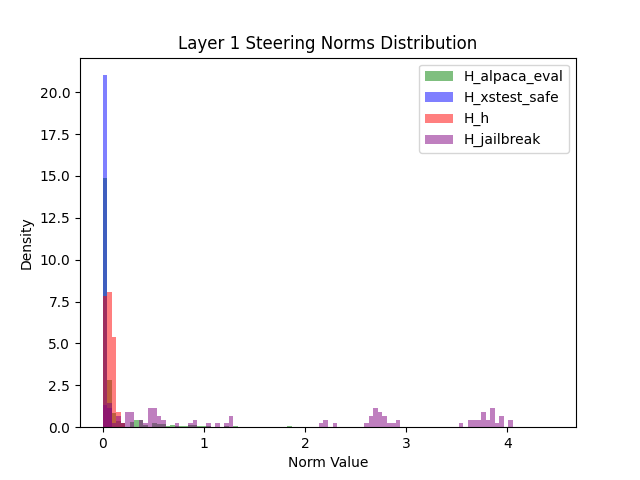 Layer 1 Steering Norms Distribution
H_alpaca_eval
H_xstest_safe
H_h
H_jailbreak
20.0
17.5
15.0
12.5
10.0
7.5
5.0
2.5
0.0
Density
0 1 2 3 4
Norm Value